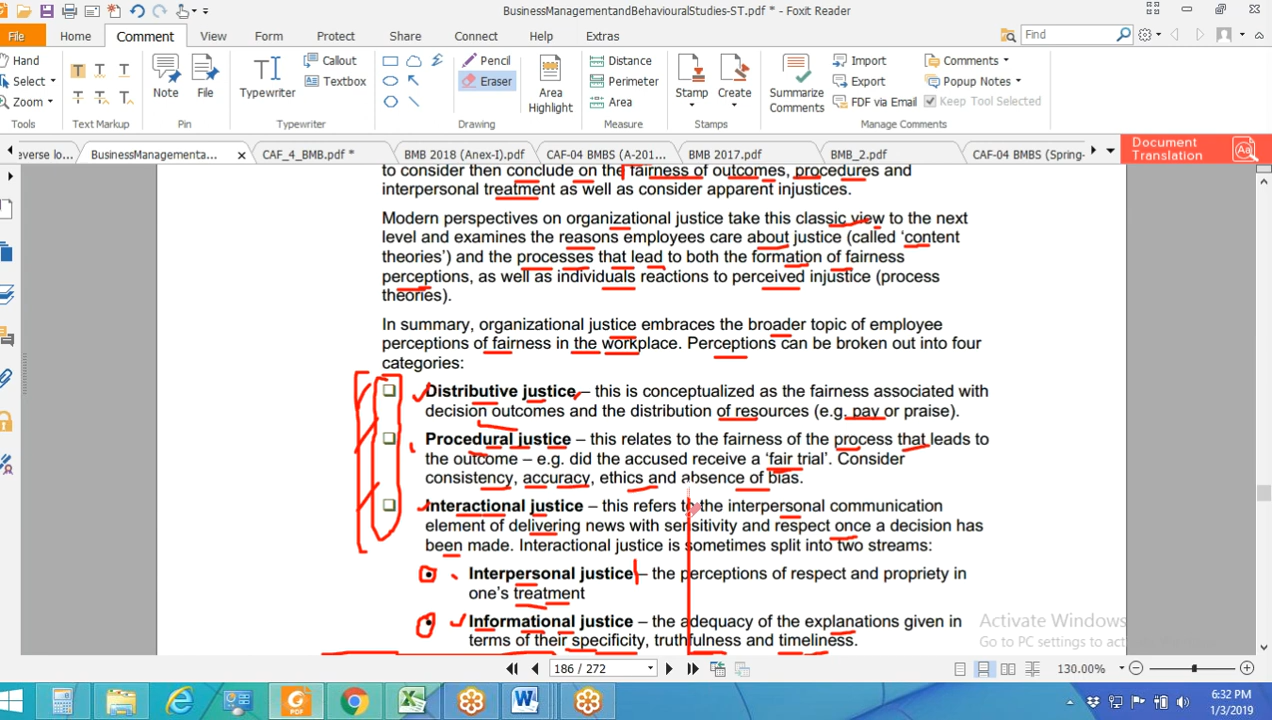 BusinessManagementandBehaviouralStudies-ST.pdf * - Foxit Reader
File Home Comment View Form Protect Share Connect Help Extras Find
Hand
Select
Zoom
Tools
Text Markup
Note
File
Pin
Typewriter
Callout
Textbox
Typewriter
Pencil
Eraser
Drawing
Area
Highlight
Distance
Perimeter
Area
Measure
Stamp
Create
Stamps
Summarize
Comments
Import
Export
FDF via Email
Comments
Popup Notes
Keep Tool Selected
Manage Comments
everse lo... BusinessManagementa... CAF_4_BMB.pdf * BMB 2018 (Anex-I).pdf CAF-04 BMBS (A-201... BMB 2017.pdf BMB_2.pdf CAF-04 BMBS (Spring-
Document
Translation
to consider then conclude on the fairness of outcomes, procedures and
interpersonal treatment as well as consider apparent injustices.
Modern perspectives on organizational justice take this classic view to the next
level and examines the reasons employees care about justice (called ‘content
theories’) and the processes that lead to both the formation of fairness
perceptions, as well as individuals reactions to perceived injustice (process
theories).
In summary, organizational justice embraces the broader topic of employee
perceptions of fairness in the workplace. Perceptions can be broken out into four
categories:
❑ Distributive justice – this is conceptualized as the fairness associated with
decision outcomes and the distribution of resources (e.g. pay or praise).
❑ Procedural justice – this relates to the fairness of the process that leads to
the outcome – e.g. did the accused receive a ‘fair trial’. Consider
consistency, accuracy, ethics and absence of bias.
❑ Interactional justice – this refers to the interpersonal communication
element of delivering news with sensitivity and respect once a decision has
been made. Interactional justice is sometimes split into two streams:
• Interpersonal justice – the perceptions of respect and propriety in
one’s treatment
• Informational justice – the adequacy of the explanations given in
terms of their specificity, truthfulness and timeliness.
Activate Windows
Go to PC settings to activ
186 / 272
130.00%
6:32 PM
1/3/2019